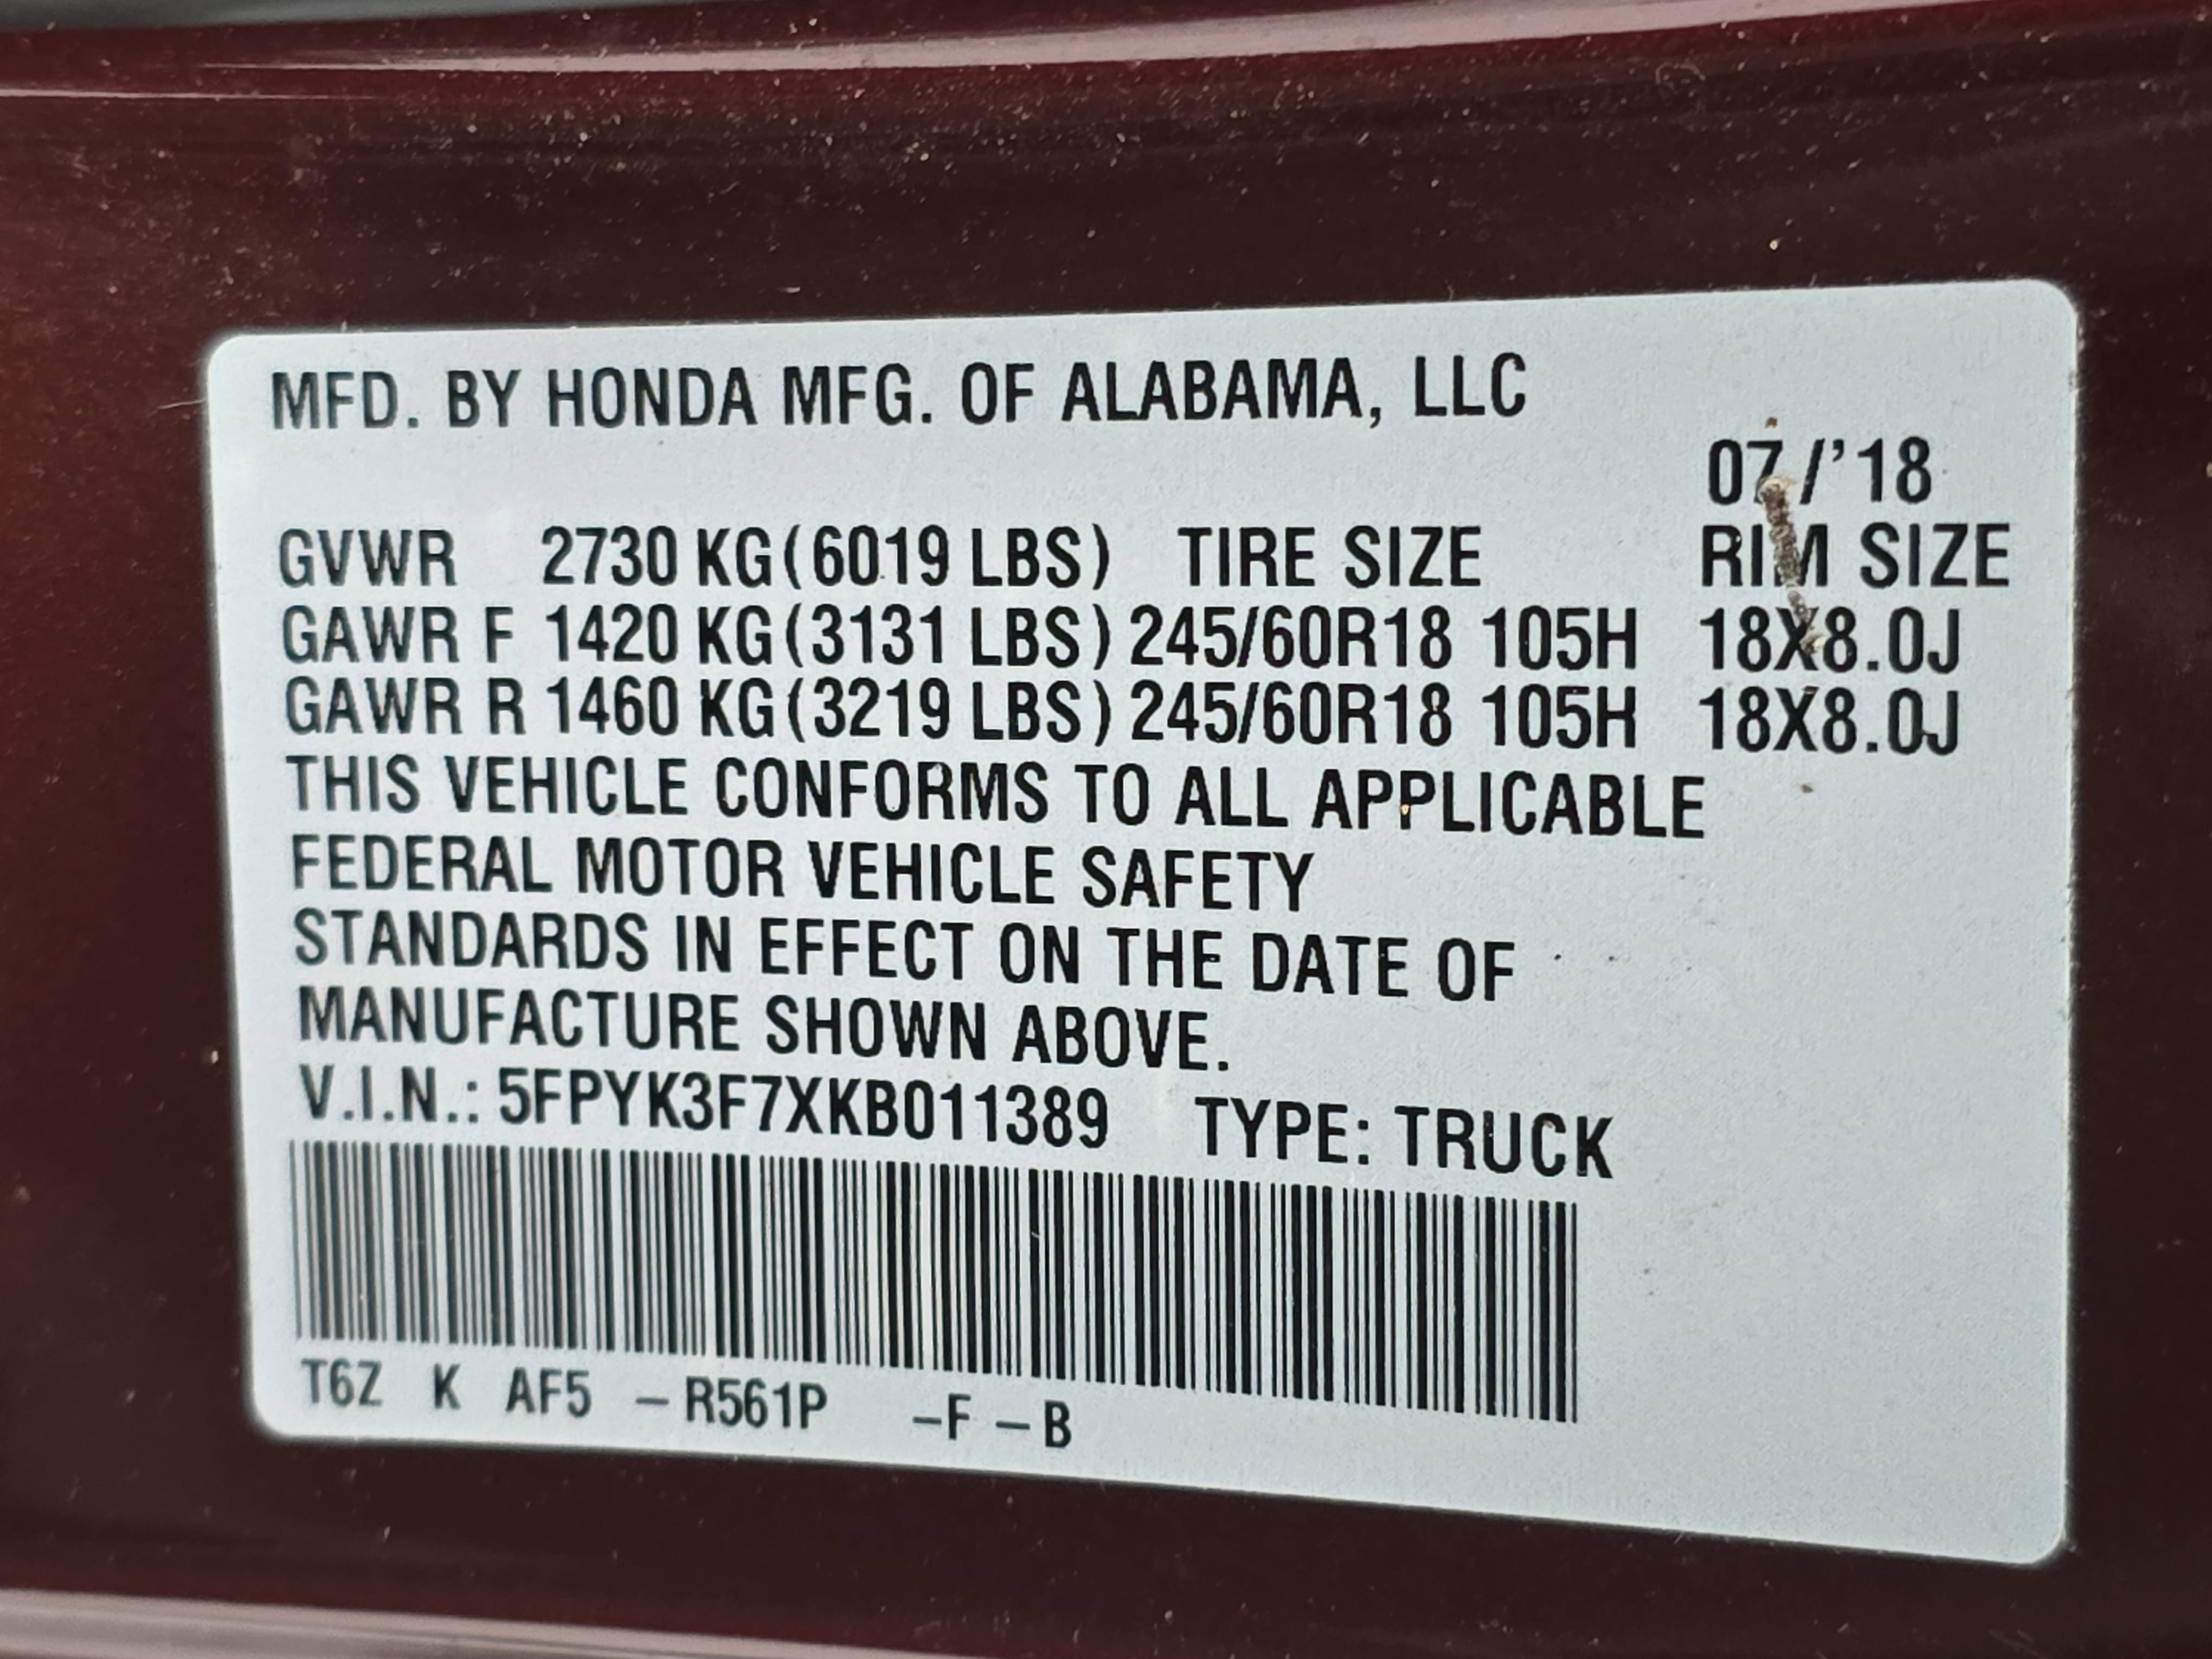 MFD. BY HONDA MFG. OF ALABAMA, LLC
07/'18
GVWR 2730 KG(6019 LBS) TIRE SIZE RIM SIZE
GAWR F 1420 KG(3131 LBS) 245/60R18 105H 18X8.0J
GAWR R 1460 KG(3219 LBS) 245/60R18 105H 18X8.0J
THIS VEHICLE CONFORMS TO ALL APPLICABLE
FEDERAL MOTOR VEHICLE SAFETY
STANDARDS IN EFFECT ON THE DATE OF
MANUFACTURE SHOWN ABOVE.
V.I.N.: 5FPYK3F7XKB011389 TYPE: TRUCK
T6Z K AF5 – R561P –F – B